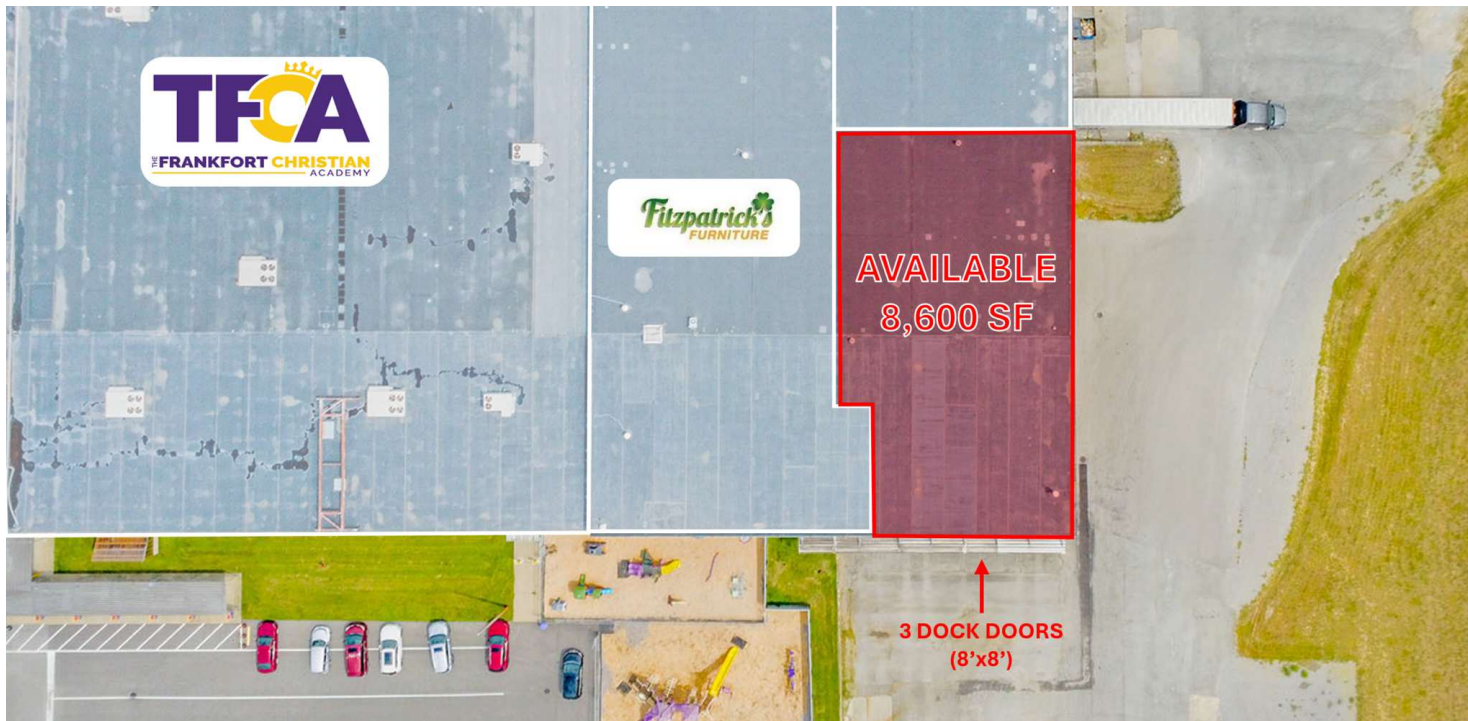 TFCA
THE FRANKFORT CHRISTIAN
ACADEMY
Fitzpatrick's
FURNITURE
AVAILABLE
8,600 SF
3 DOCK DOORS
(8’x8’)